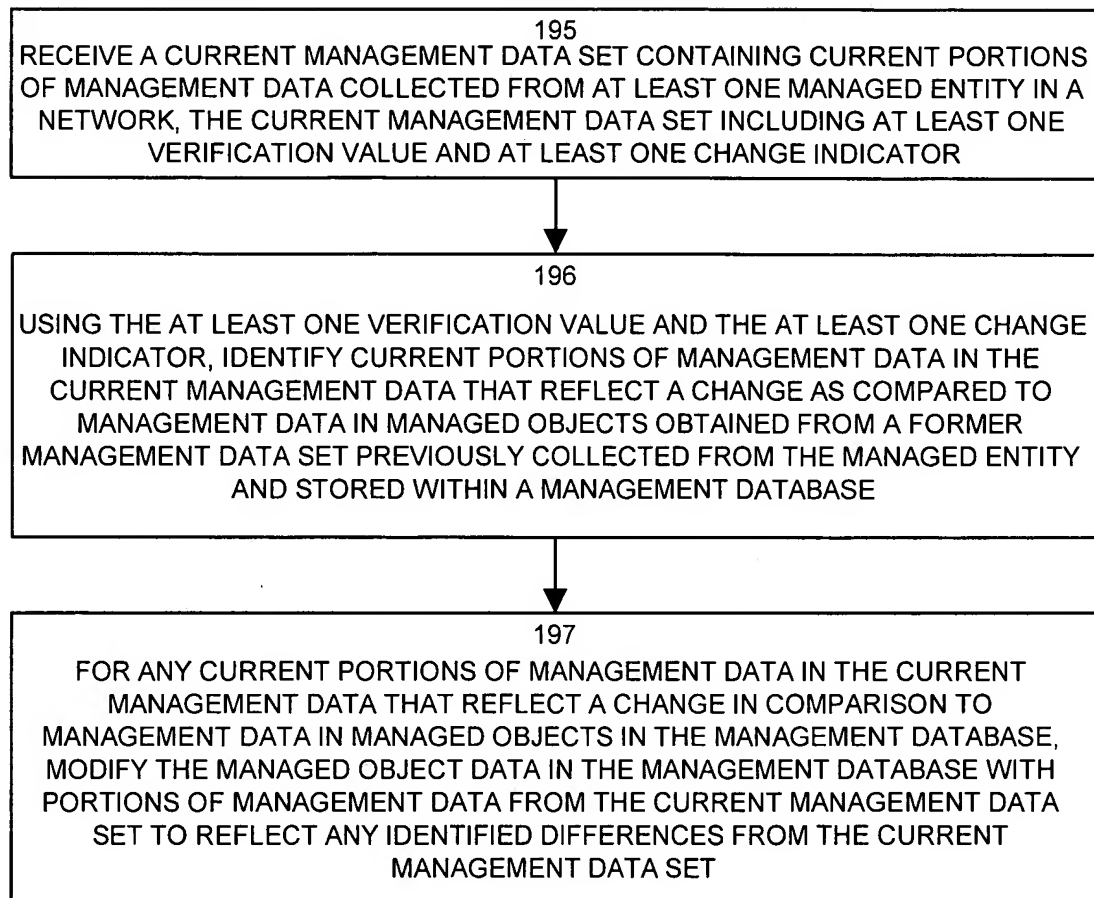 195
RECEIVE A CURRENT MANAGEMENT DATA SET CONTAINING CURRENT PORTIONS
OF MANAGEMENT DATA COLLECTED FROM AT LEAST ONE MANAGED ENTITY IN A
NETWORK, THE CURRENT MANAGEMENT DATA SET INCLUDING AT LEAST ONE
VERIFICATION VALUE AND AT LEAST ONE CHANGE INDICATOR
196
USING THE AT LEAST ONE VERIFICATION VALUE AND THE AT LEAST ONE CHANGE
INDICATOR, IDENTIFY CURRENT PORTIONS OF MANAGEMENT DATA IN THE
CURRENT MANAGEMENT DATA THAT REFLECT A CHANGE AS COMPARED TO
MANAGEMENT DATA IN MANAGED OBJECTS OBTAINED FROM A FORMER
MANAGEMENT DATA SET PREVIOUSLY COLLECTED FROM THE MANAGED ENTITY
AND STORED WITHIN A MANAGEMENT DATABASE
197
FOR ANY CURRENT PORTIONS OF MANAGEMENT DATA IN THE CURRENT
MANAGEMENT DATA THAT REFLECT A CHANGE IN COMPARISON TO
MANAGEMENT DATA IN MANAGED OBJECTS IN THE MANAGEMENT DATABASE,
MODIFY THE MANAGED OBJECT DATA IN THE MANAGEMENT DATABASE WITH
PORTIONS OF MANAGEMENT DATA FROM THE CURRENT MANAGEMENT DATA
SET TO REFLECT ANY IDENTIFIED DIFFERENCES FROM THE CURRENT
MANAGEMENT DATA SET